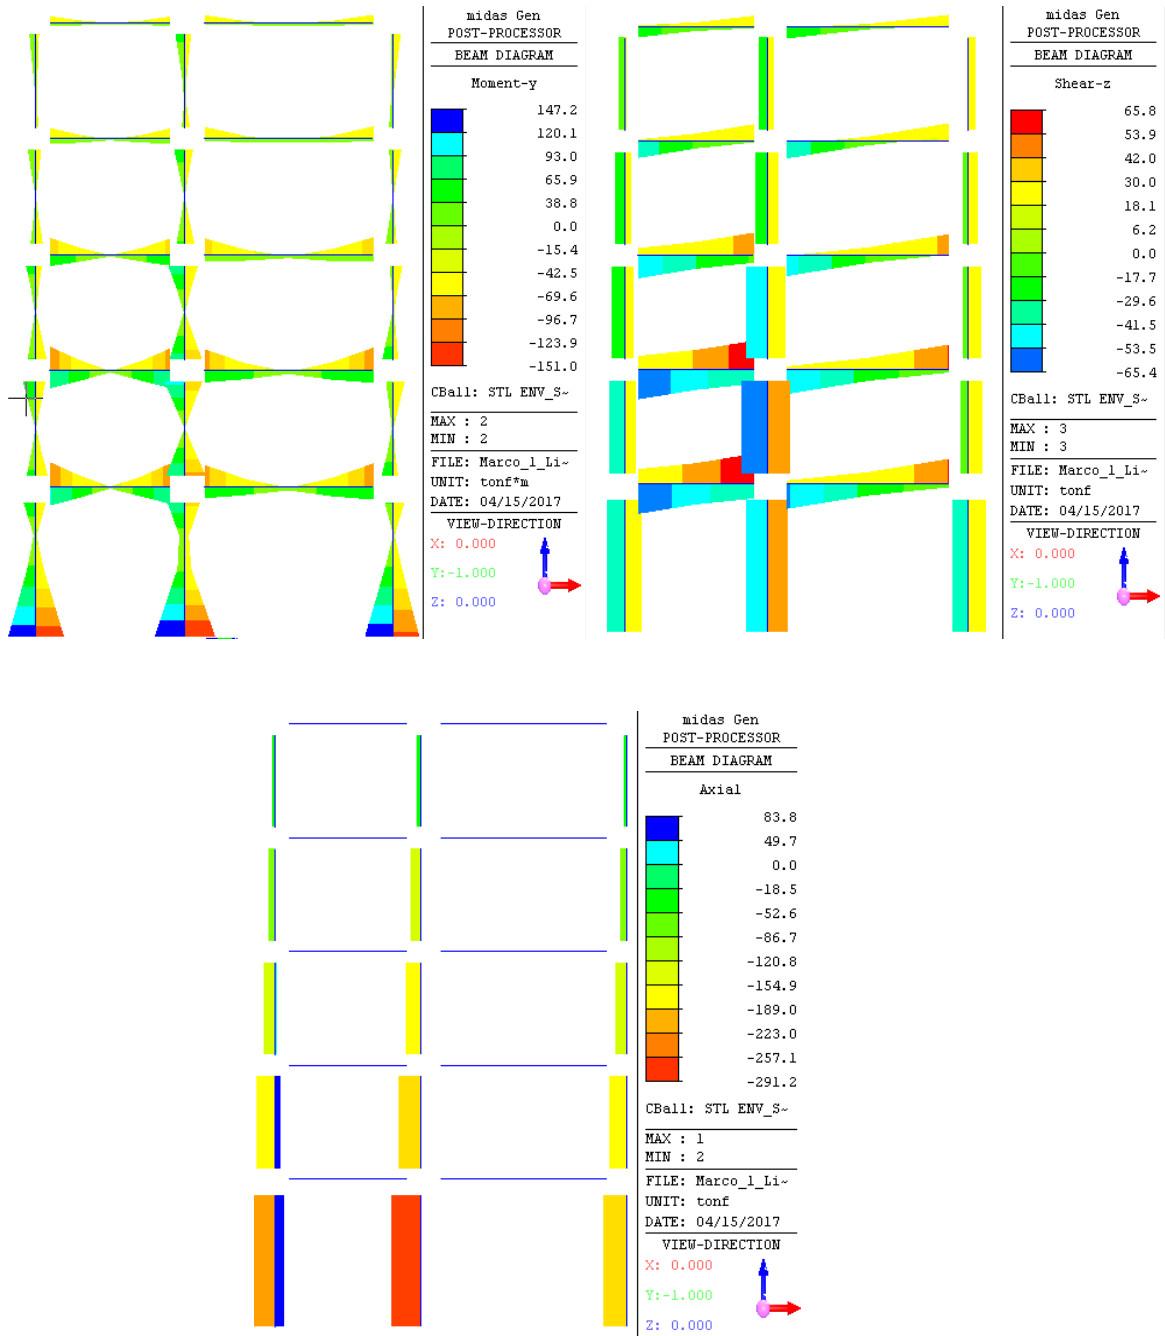 midas Gen
POST-PROCESSOR
BEAM DIAGRAM
Moment-y
147.2
120.1
93.0
65.9
38.8
0.0
-15.4
-42.5
-69.6
-96.7
-123.9
-151.0
CBall: STL ENV_S~
MAX : 2
MIN : 2
FILE: Marco_1_Li~
UNIT: tonf*m
DATE: 04/15/2017
VIEW-DIRECTION
X: 0.000
Y:-1.000
Z: 0.000
midas Gen
POST-PROCESSOR
BEAM DIAGRAM
Shear-z
65.8
53.9
42.0
30.0
18.1
6.2
0.0
-17.7
-29.6
-41.5
-53.5
-65.4
CBall: STL ENV_S~
MAX : 3
MIN : 3
FILE: Marco_1_Li~
UNIT: tonf
DATE: 04/15/2017
VIEW-DIRECTION
X: 0.000
Y:-1.000
Z: 0.000
midas Gen
POST-PROCESSOR
BEAM DIAGRAM
Axial
83.8
49.7
0.0
-18.5
-52.6
-86.7
-120.8
-154.9
-189.0
-223.0
-257.1
-291.2
CBall: STL ENV_S~
MAX : 1
MIN : 2
FILE: Marco_1_Li~
UNIT: tonf
DATE: 04/15/2017
VIEW-DIRECTION
X: 0.000
Y:-1.000
Z: 0.000